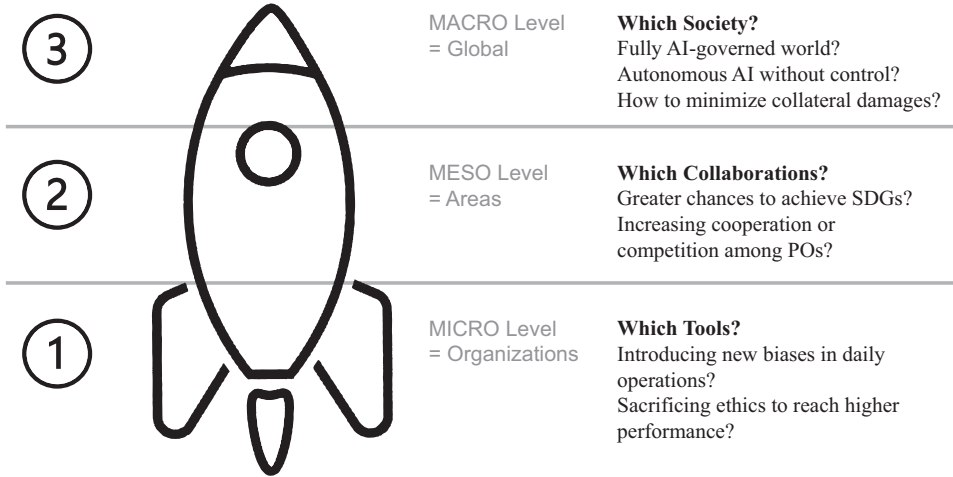 3
MACRO Level
= Global
Which Society?
Fully AI-governed world?
Autonomous AI without control?
How to minimize collateral damages?
2
MESO Level
= Areas
Which Collaborations?
Greater chances to achieve SDGs?
Increasing cooperation or
competition among POs?
1
MICRO Level
= Organizations
Which Tools?
Introducing new biases in daily
operations?
Sacrificing ethics to reach higher
performance?